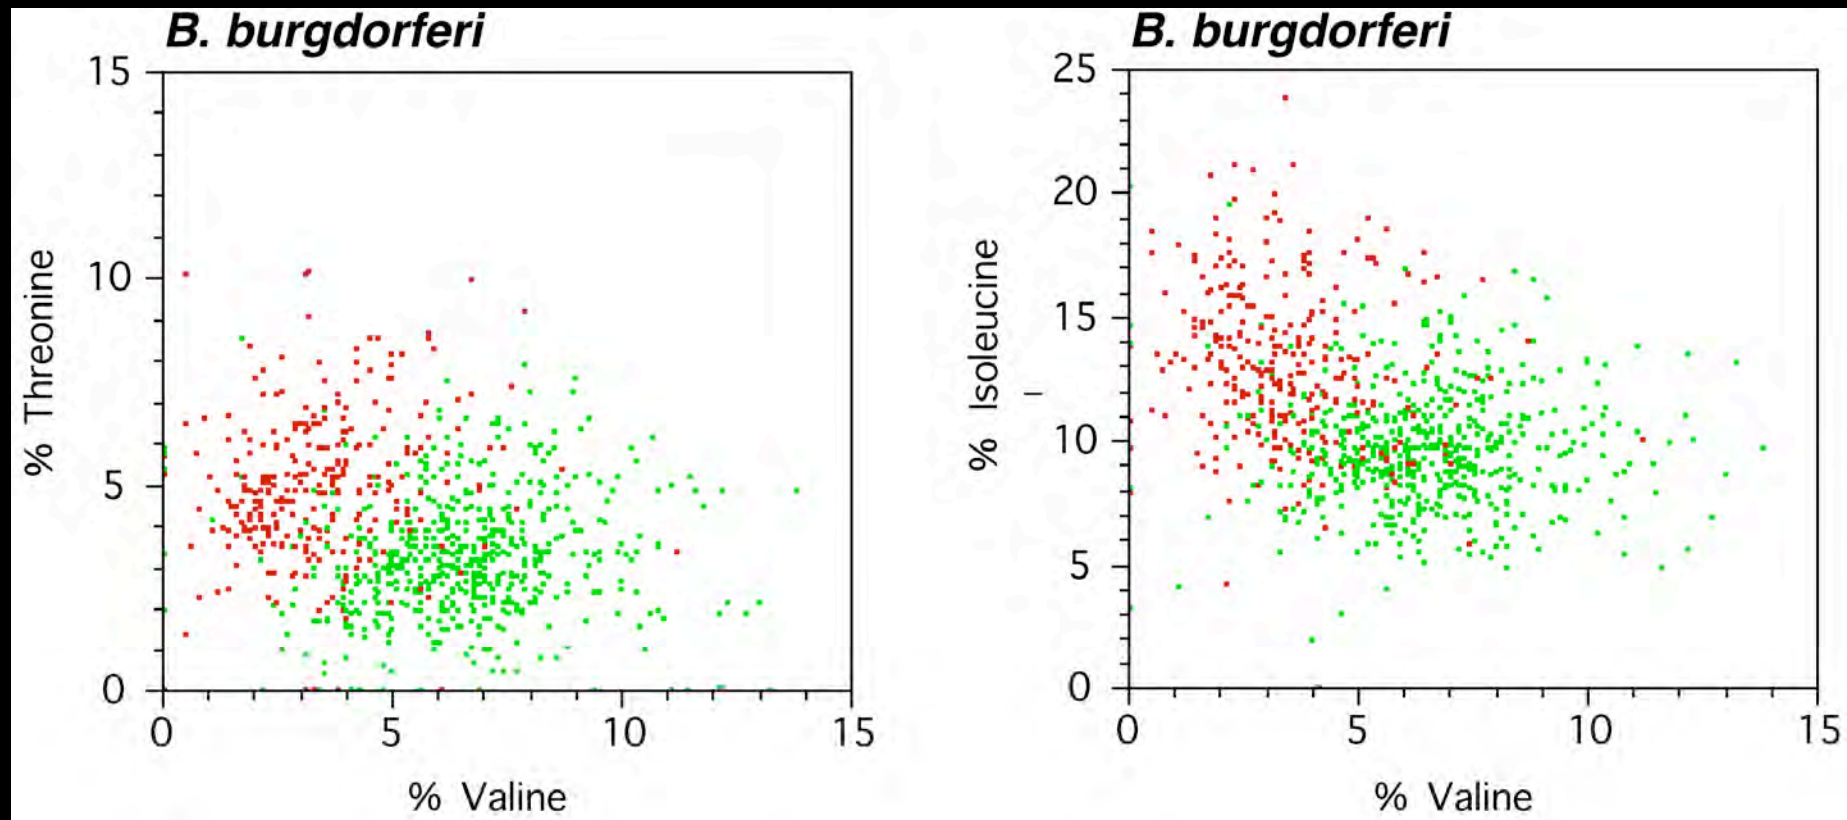 B. burgdorferi
15
10
5
0
0 5 10 15
% Threonine
% Valine
B. burgdorferi
25
20
15
10
5
0
0 5 10 15
% Isoleucine
% Valine